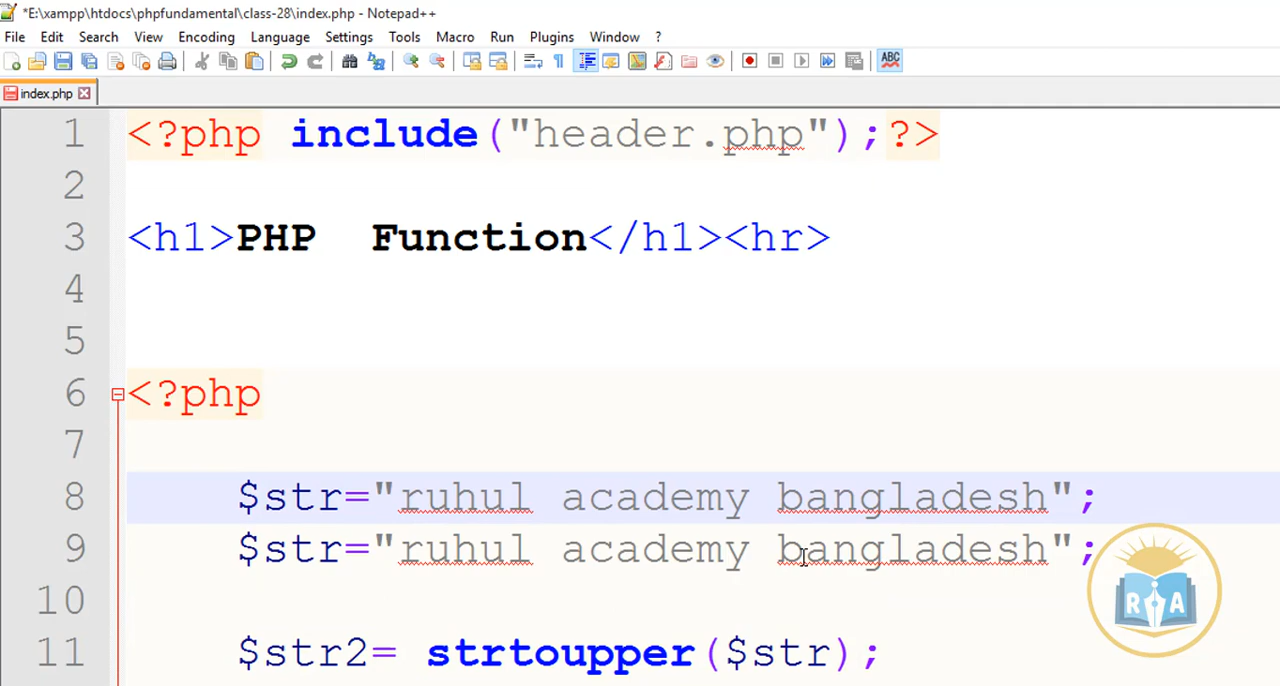 *E:\xampp\htdocs\phpfundamental\class-28\index.php - Notepad++
File Edit Search View Encoding Language Settings Tools Macro Run Plugins Window ?
ABC
index.php
1 <?php include("header.php");?>
2
3 <h1>PHP  Function</h1><hr>
4
5
6 <?php
7
8 $str="ruhul academy bangladesh";
9 $str="ruhul academy bangladesh";
10
11 $str2= strtoupper($str);
R A